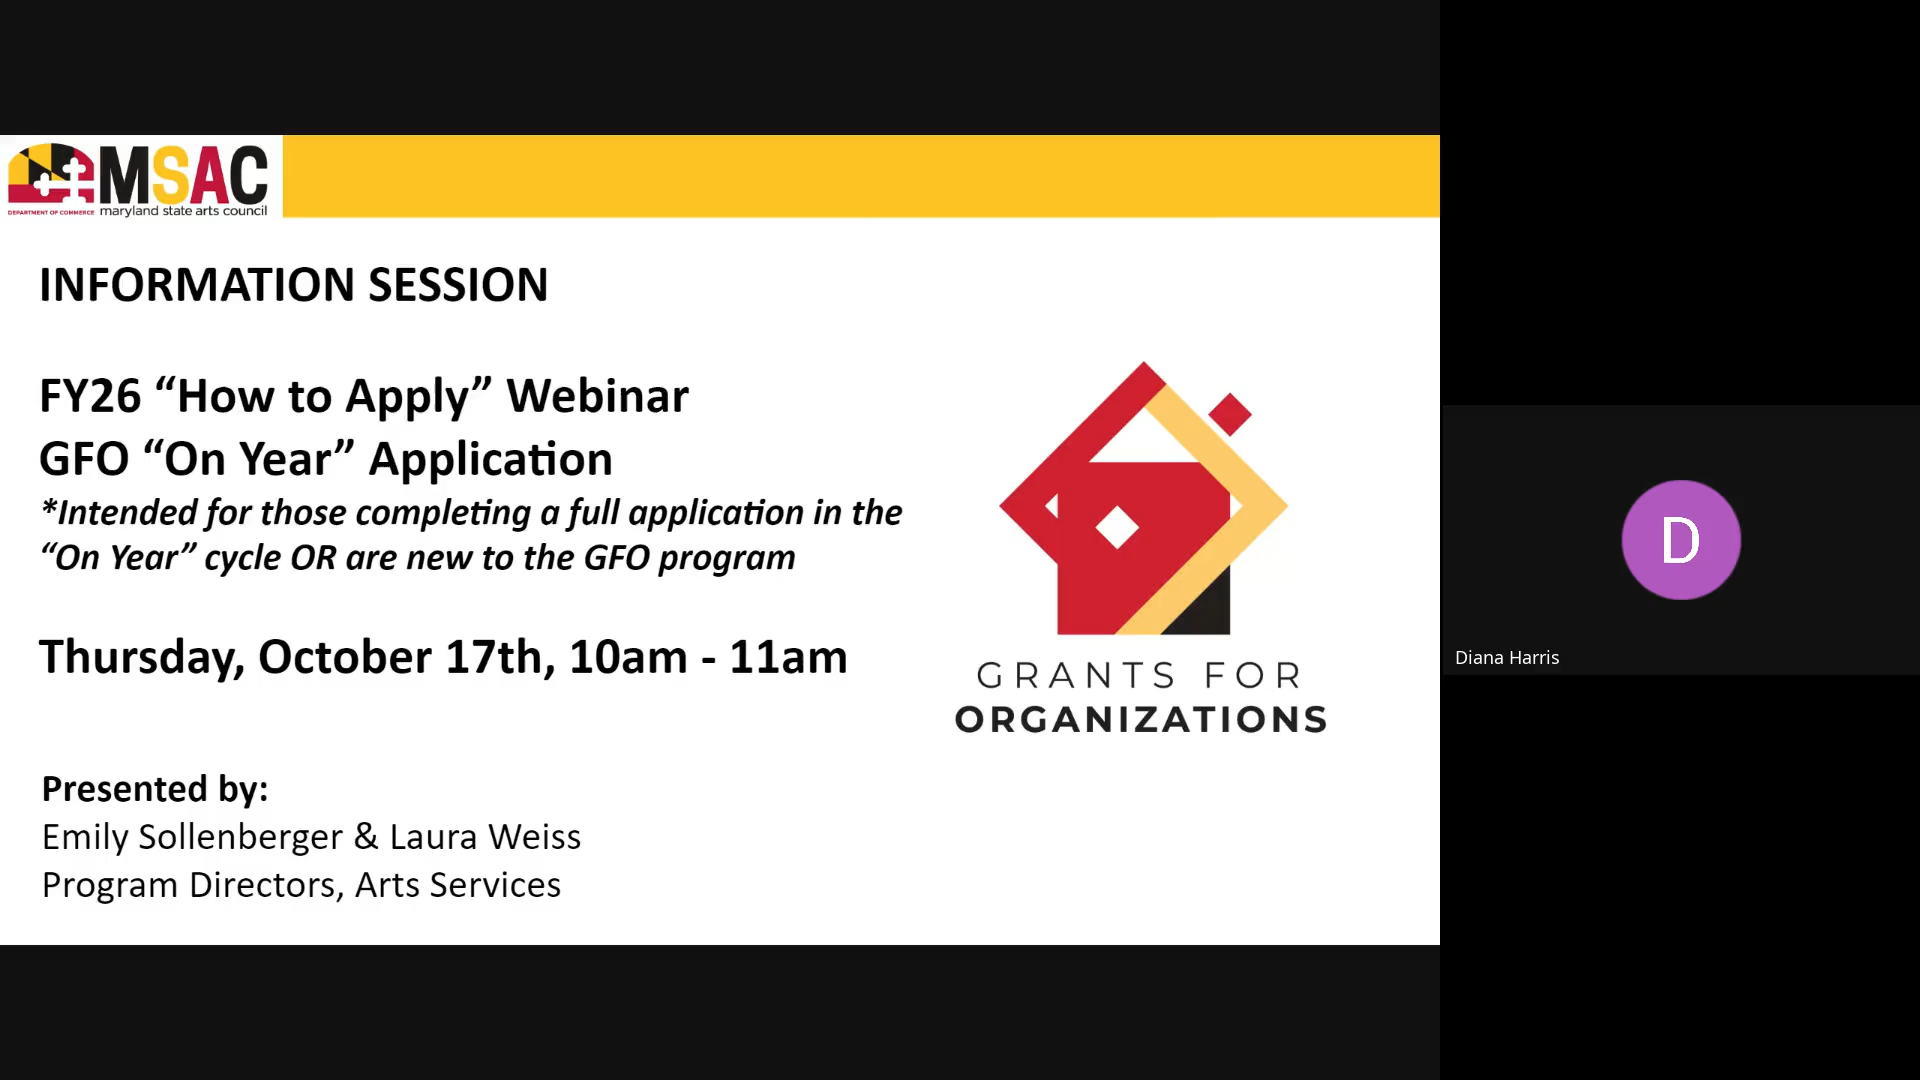 MSAC
DEPARTMENT OF COMMERCE maryland state arts council
INFORMATION SESSION
FY26 “How to Apply” Webinar
GFO “On Year” Application
*Intended for those completing a full application in the
“On Year” cycle OR are new to the GFO program
Thursday, October 17th, 10am - 11am
Presented by:
Emily Sollenberger & Laura Weiss
Program Directors, Arts Services
GRANTS FOR
ORGANIZATIONS
D
Diana Harris